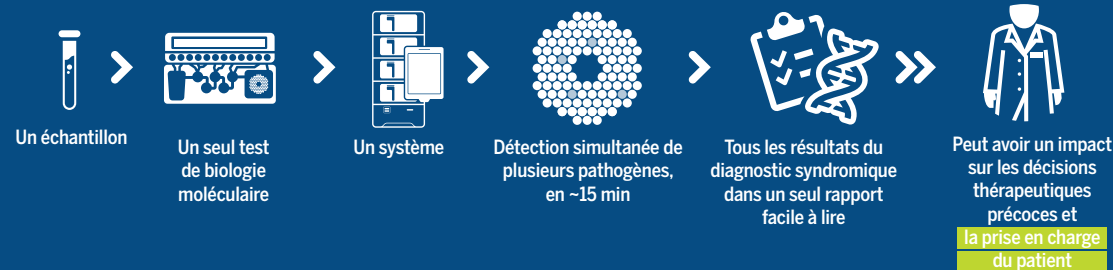 Un échantillon
Un seul test
de biologie
moléculaire
Un système
Détection simultanée de
plusieurs pathogènes,
en ~15 min
Tous les résultats du
diagnostic syndromique
dans un seul rapport
facile à lire
Peut avoir un impact
sur les décisions
thérapeutiques
précoces et
la prise en charge
du patient